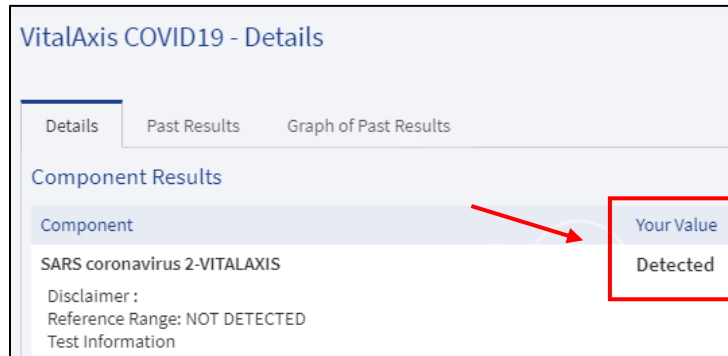 VitalAxis COVID19 - Details
Details Past Results Graph of Past Results
Component Results
Component Your Value
SARS coronavirus 2-VITALAXIS Detected
Disclaimer :
Reference Range: NOT DETECTED
Test Information